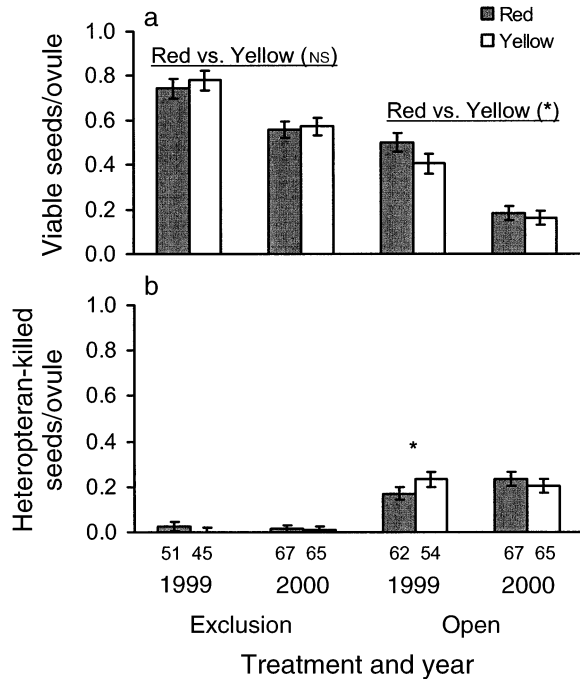 a
Red
Yellow
Red vs. Yellow (NS)
Red vs. Yellow (*)
Viable seeds/ovule
1.0
0.8
0.6
0.4
0.2
0.0
b
Heteropteran-killed
seeds/ovule
1.0
0.8
0.6
0.4
0.2
0.0
*
51 45 67 65 62 54 67 65
1999 2000 1999 2000
Exclusion Open
Treatment and year